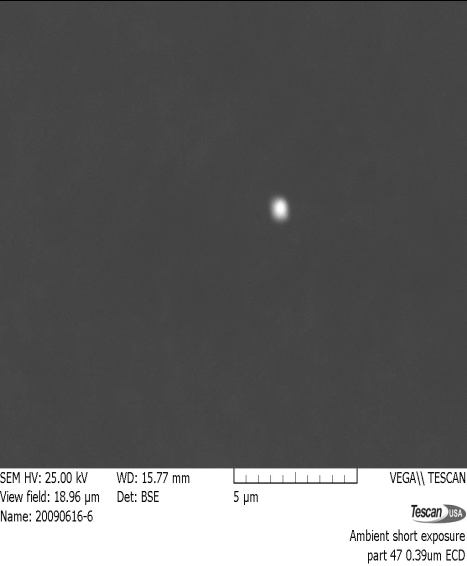 SEM HV: 25.00 kV WD: 15.77 mm VEGA\\ TESCAN
View field: 18.96 µm Det: BSE 5 µm
Name: 20090616-6
Tescan USA
Ambient short exposure
part 47 0.39um ECD